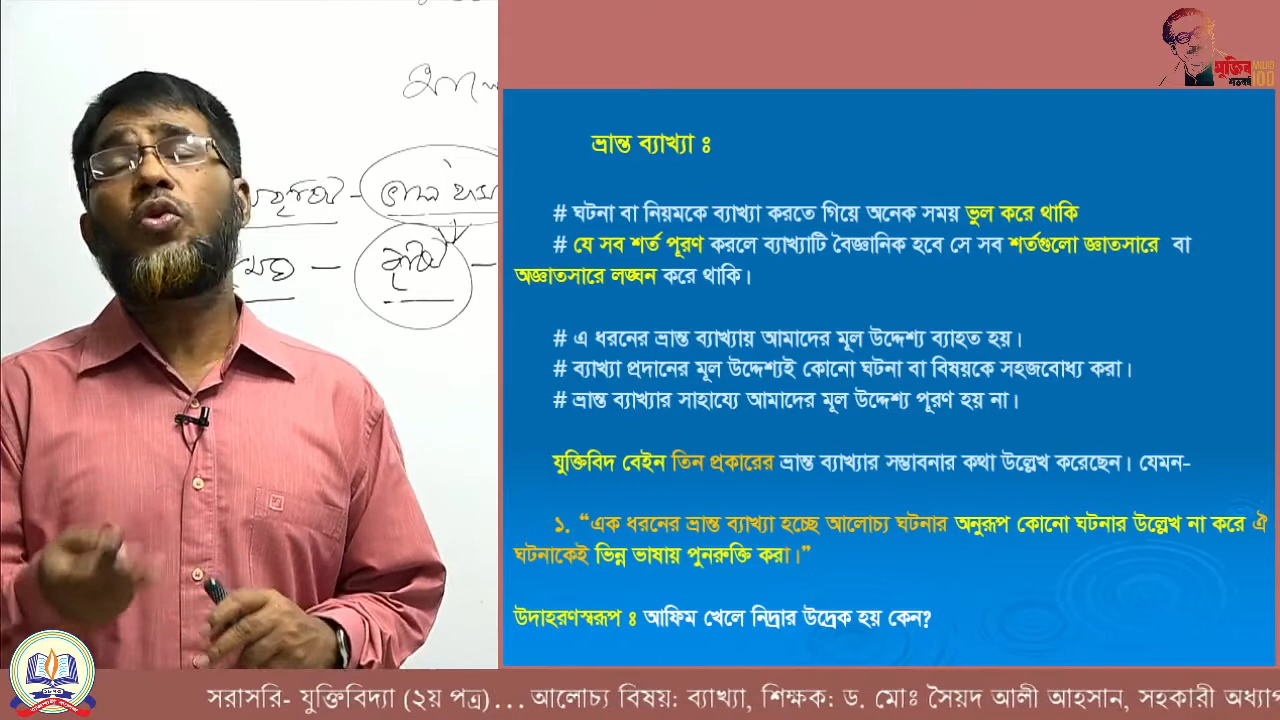 মুজিব
MUJIB
100
ভ্রান্ত ব্যাখ্যা ঃ
# ঘটনা বা নিয়মকে ব্যাখ্যা করতে গিয়ে অনেক সময় ভুল করে থাকি
# যে সব শর্ত পূরণ করলে ব্যাখ্যাটি বৈজ্ঞানিক হবে সে সব শর্তগুলো জ্ঞাতসারে বা
অজ্ঞাতসারে লঙ্ঘন করে থাকি।
# এ ধরনের ভ্রান্ত ব্যাখ্যায় আমাদের মূল উদ্দেশ্য ব্যাহত হয়।
# ব্যাখ্যা প্রদানের মূল উদ্দেশ্যই কোনো ঘটনা বা বিষয়কে সহজবোধ্য করা।
# ভ্রান্ত ব্যাখ্যার সাহায্যে আমাদের মূল উদ্দেশ্য পূরণ হয় না।
যুক্তিবিদ বেইন তিন প্রকারের ভ্রান্ত ব্যাখ্যার সম্ভাবনার কথা উল্লেখ করেছেন। যেমন-
১. “এক ধরনের ভ্রান্ত ব্যাখ্যা হচ্ছে আলোচ্য ঘটনার অনুরূপ কোনো ঘটনার উল্লেখ না করে ঐ
ঘটনাকেই ভিন্ন ভাষায় পুনরুক্তি করা।”
উদাহরণস্বরূপ ঃ আফিম খেলে নিদ্রার উদ্রেক হয় কেন?
সরাসরি- যুক্তিবিদ্যা (২য় পত্র)... আলোচ্য বিষয়: ব্যাখ্যা, শিক্ষক: ড. মোঃ সৈয়দ আলী আহসান, সহকারী অধ্যাপ